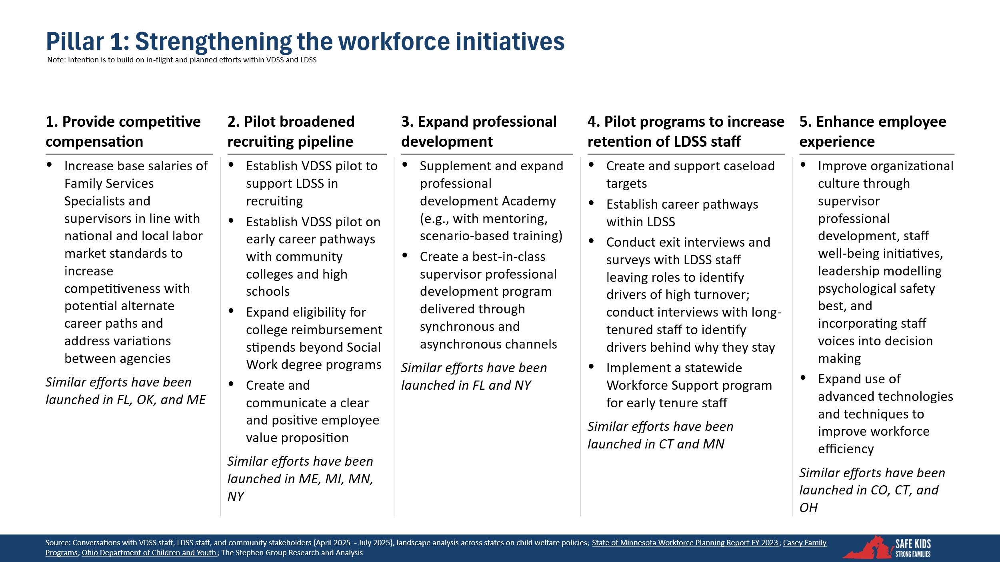 Pillar 1: Strengthening the workforce initiatives
Note: Intention is to build on in-flight and planned efforts within VDSS and LDSS
1. Provide competitive
compensation
• Increase base salaries of
Family Services
Specialists and
supervisors in line with
national and local labor
market standards to
increase
competitiveness with
potential alternate
career paths and
address variations
between agencies
Similar efforts have been
launched in FL, OK, and ME
2. Pilot broadened
recruiting pipeline
• Establish VDSS pilot to
support LDSS in
recruiting
• Establish VDSS pilot on
early career pathways
with community
colleges and high
schools
• Expand eligibility for
college reimbursement
stipends beyond Social
Work degree programs
• Create and
communicate a clear
and positive employee
value proposition
Similar efforts have been
launched in ME, MI, MN,
NY
3. Expand professional
development
• Supplement and expand
professional
development Academy
(e.g., with mentoring,
scenario-based training)
• Create a best-in-class
supervisor professional
development program
delivered through
synchronous and
asynchronous channels
Similar efforts have been
launched in FL and NY
4. Pilot programs to increase
retention of LDSS staff
• Create and support caseload
targets
• Establish career pathways
within LDSS
• Conduct exit interviews and
surveys with LDSS staff
leaving roles to identify
drivers of high turnover;
conduct interviews with long-
tenured staff to identify
drivers behind why they stay
• Implement a statewide
Workforce Support program
for early tenure staff
Similar efforts have been
launched in CT and MN
5. Enhance employee
experience
• Improve organizational
culture through
supervisor
professional
development, staff
well-being initiatives,
leadership modelling
psychological safety
best, and
incorporating staff
voices into decision
making
• Expand use of
advanced technologies
and techniques to
improve workforce
efficiency
Similar efforts have been
launched in CO, CT, and
OH
Source: Conversations with VDSS staff, LDSS staff, and community stakeholders (April 2025 - July 2025), landscape analysis across states on child welfare policies; State of Minnesota Workforce Planning Report FY 2023; Casey Family
Programs; Ohio Department of Children and Youth; The Stephen Group Research and Analysis
SAFE KIDS
STRONG FAMILIES